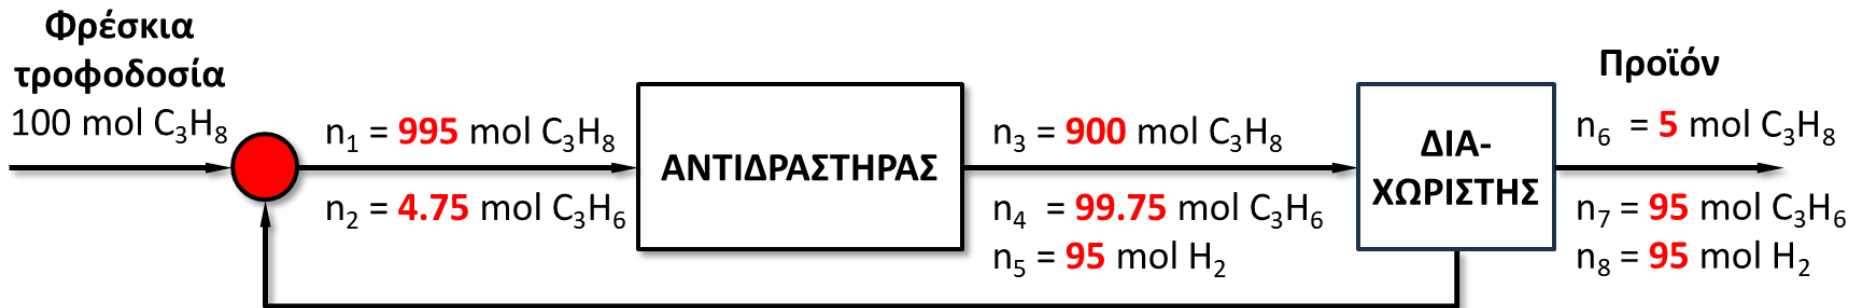 Φρέσκια
τροφοδοσία
100 mol C₃H₈
n₁ = 995 mol C₃H₈
n₂ = 4.75 mol C₃H₆
ΑΝΤΙΔΡΑΣΤΗΡΑΣ
n₃ = 900 mol C₃H₈
n₄ = 99.75 mol C₃H₆
n₅ = 95 mol H₂
ΔΙΑ-
ΧΩΡΙΣΤΗΣ
Προϊόν
n₆ = 5 mol C₃H₈
n₇ = 95 mol C₃H₆
n₈ = 95 mol H₂